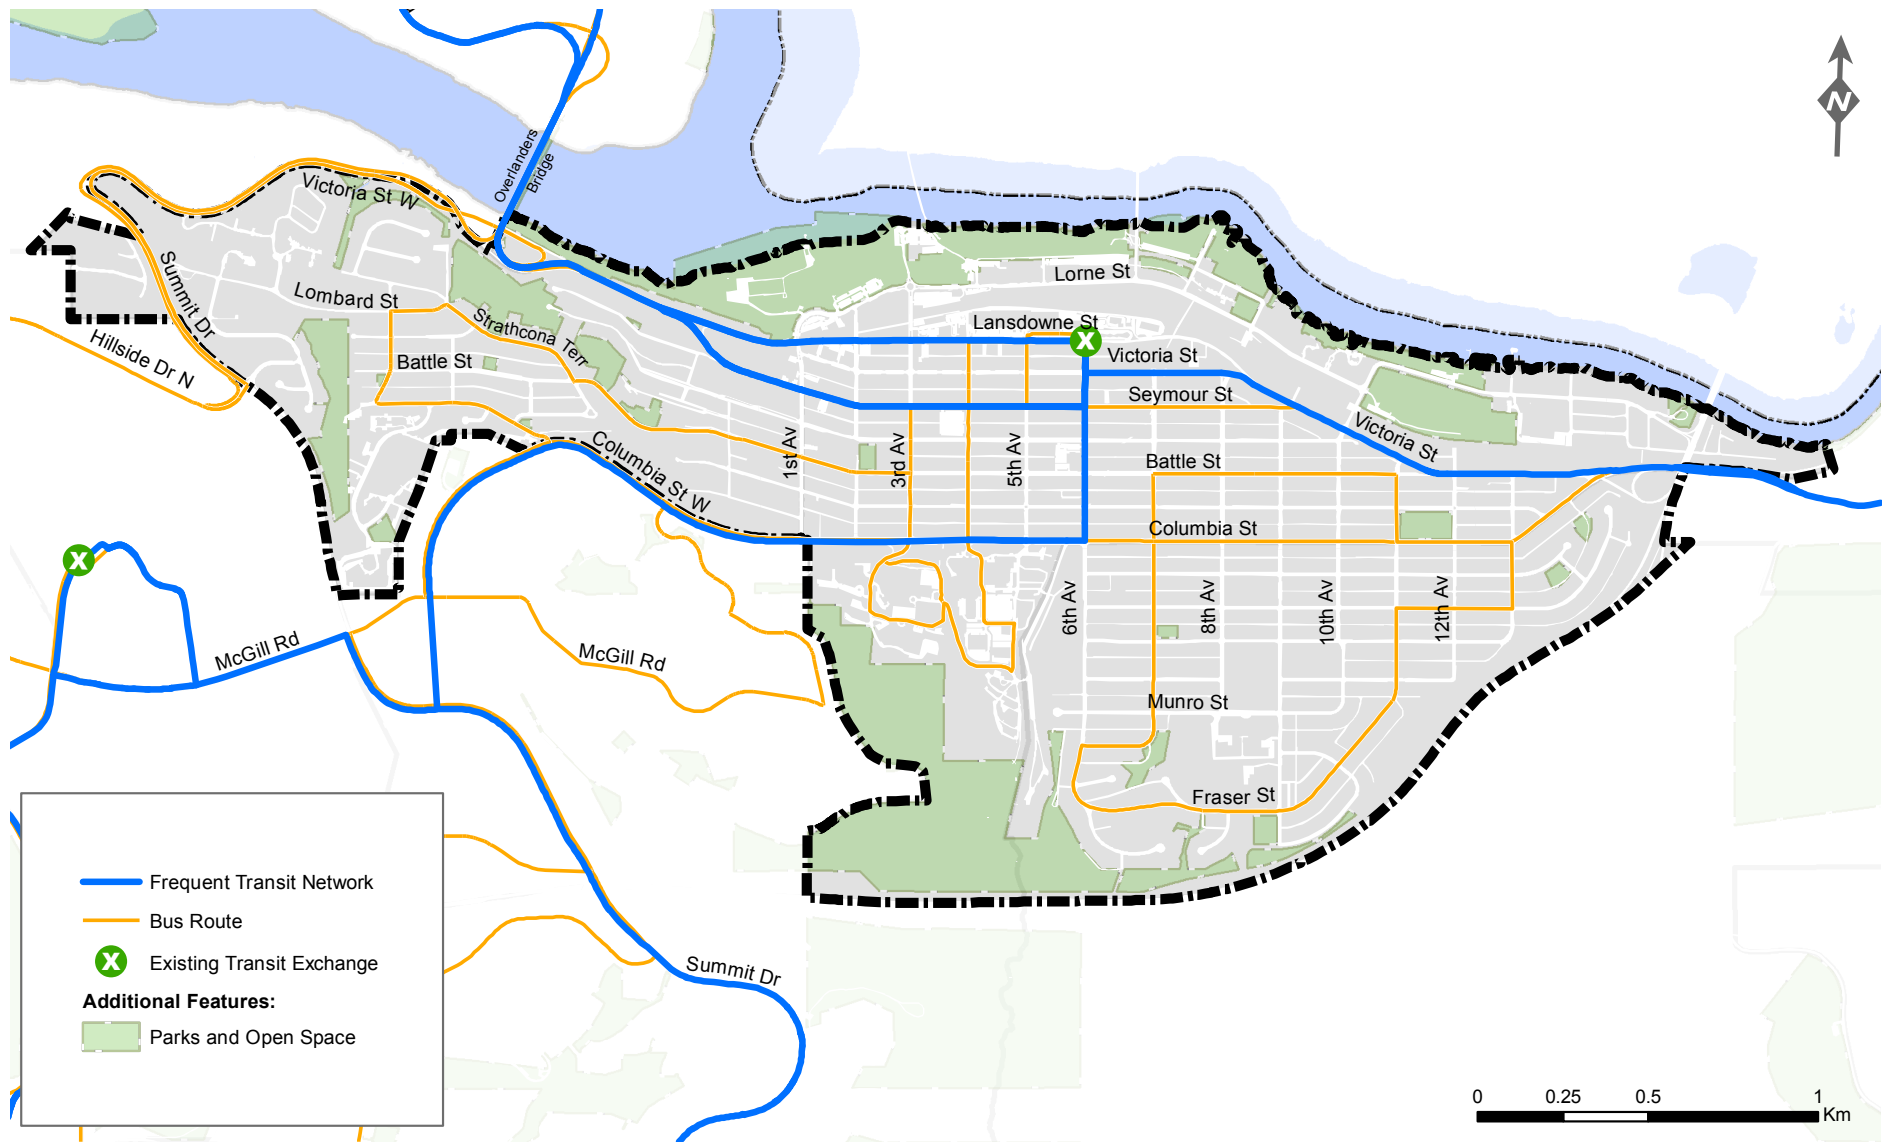 N
Overlanders
Bridge
Victoria St W
Summit Dr
Lombard St
Strathcona Terr
Hillside Dr N
Battle St
Lorne St
Lansdowne St
X
Victoria St
Seymour St
Victoria St
Columbia St W
1st Av
3rd Av
5th Av
Battle St
Columbia St
X
6th Av
8th Av
10th Av
12th Av
McGill Rd
McGill Rd
Munro St
Fraser St
Summit Dr
Frequent Transit Network
Bus Route
X
Existing Transit Exchange
Additional Features:
Parks and Open Space
0 0.25 0.5 1
Km